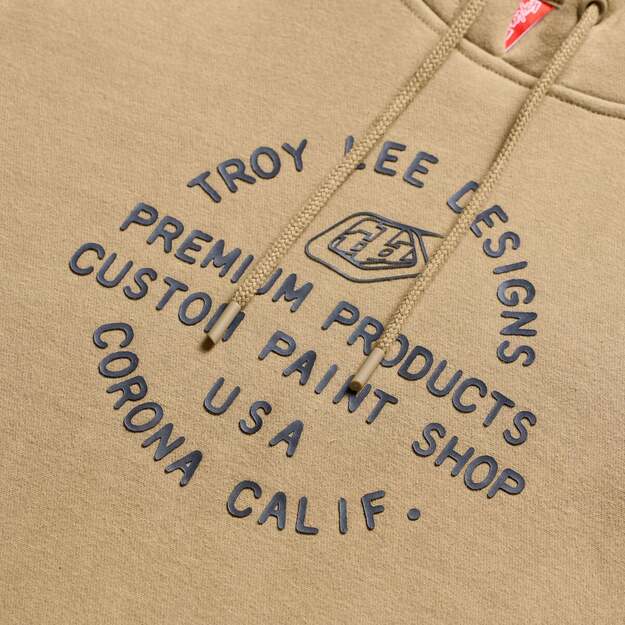 TROY LEE DESIGNS
PREMIUM PRODUCTS
CUSTOM PAINT SHOP
USA
CORONA CALIF.